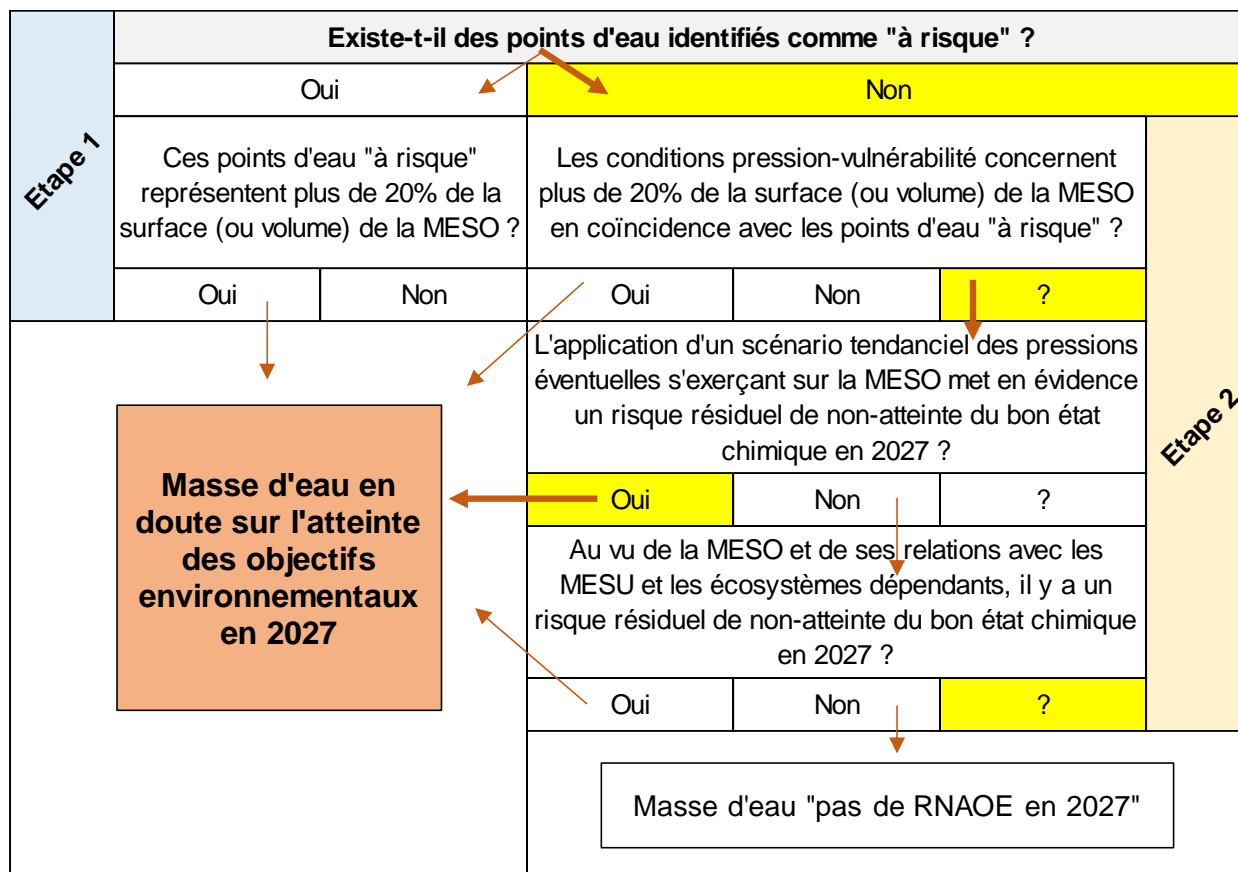 Existe-t-il des points d'eau identifiés comme "à risque" ?
Oui
Non
Etape 1
Ces points d'eau "à risque"
représentent plus de 20% de la
surface (ou volume) de la MESO ?
Les conditions pression-vulnérabilité concernent
plus de 20% de la surface (ou volume) de la MESO
en coïncidence avec les points d'eau "à risque" ?
Oui
Non
Oui
Non
?
L'application d'un scénario tendanciel des pressions
éventuelles s'exerçant sur la MESO met en évidence
un risque résiduel de non-atteinte du bon état
chimique en 2027 ?
Etape 2
Masse d'eau en
doute sur l'atteinte
des objectifs
environnementaux
en 2027
Oui
Non
?
Au vu de la MESO et de ses relations avec les
MESU et les écosystèmes dépendants, il y a un
risque résiduel de non-atteinte du bon état chimique
en 2027 ?
Oui
Non
?
Masse d'eau "pas de RNAOE en 2027"